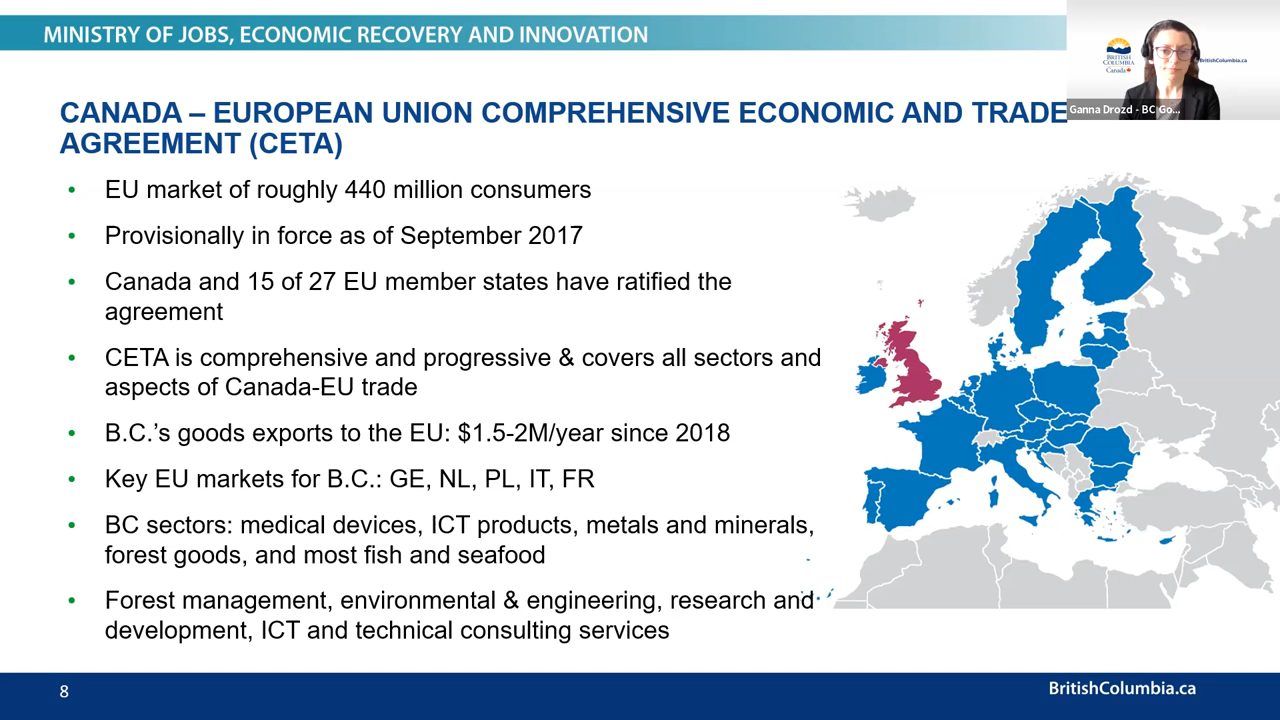 MINISTRY OF JOBS, ECONOMIC RECOVERY AND INNOVATION
BRITISH
COLUMBIA
Canada
BritishColumbia.ca
Ganna Drozd - BC Go...
CANADA – EUROPEAN UNION COMPREHENSIVE ECONOMIC AND TRADE
AGREEMENT (CETA)
• EU market of roughly 440 million consumers
• Provisionally in force as of September 2017
• Canada and 15 of 27 EU member states have ratified the
agreement
• CETA is comprehensive and progressive & covers all sectors and
aspects of Canada-EU trade
• B.C.’s goods exports to the EU: $1.5-2M/year since 2018
• Key EU markets for B.C.: GE, NL, PL, IT, FR
• BC sectors: medical devices, ICT products, metals and minerals,
forest goods, and most fish and seafood
• Forest management, environmental & engineering, research and
development, ICT and technical consulting services
8
BritishColumbia.ca